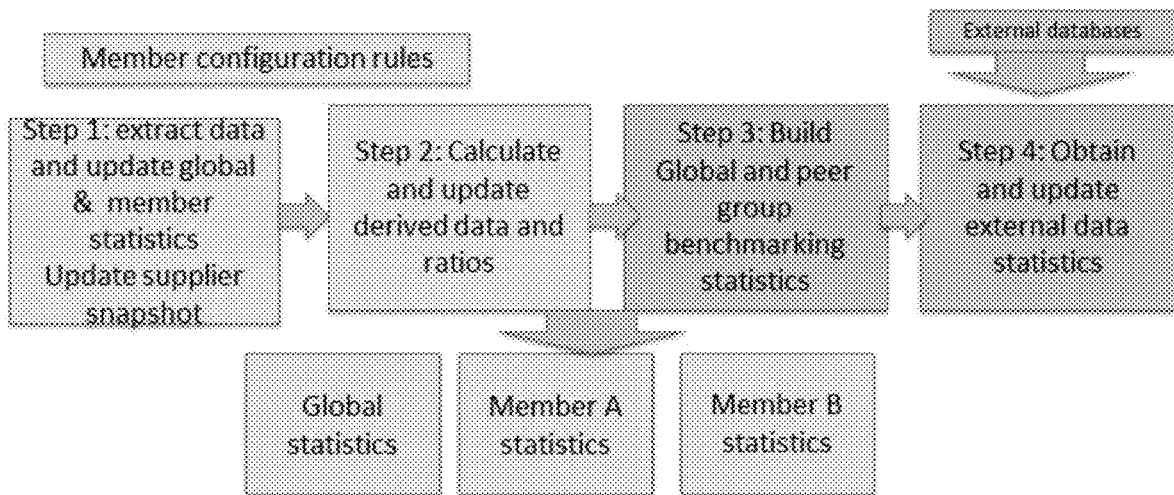 External databases
Member configuration rules
Step 1: extract data
and update global
& member
statistics
Update supplier
snapshot
Step 2: Calculate
and update
derived data and
ratios
Step 3: Build
Global and peer
group
benchmarking
statistics
Step 4: Obtain
and update
external data
statistics
Global
statistics
Member A
statistics
Member B
statistics